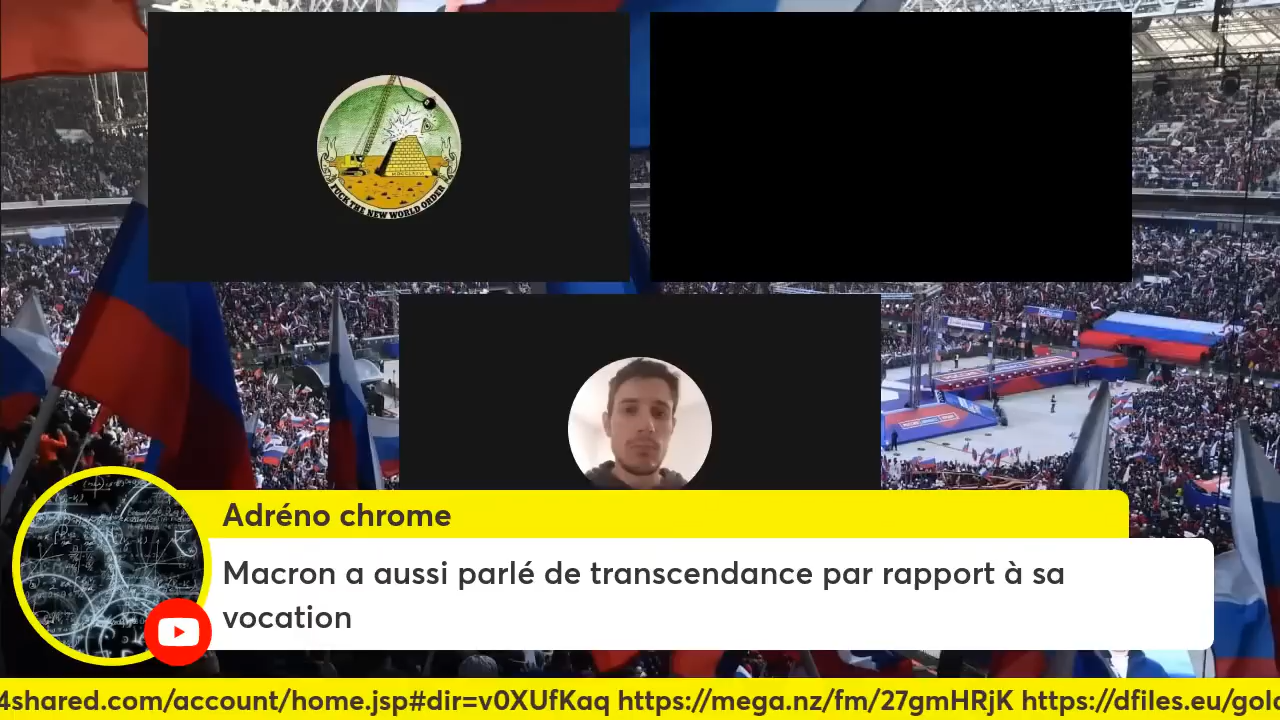 FUCK THE NEW WORLD ORDER
Adréno chrome
Macron a aussi parlé de transcendance par rapport à sa
vocation
4shared.com/account/home.jsp#dir=v0XUfKaq https://mega.nz/fm/27gmHRjK https://dfiles.eu/gol